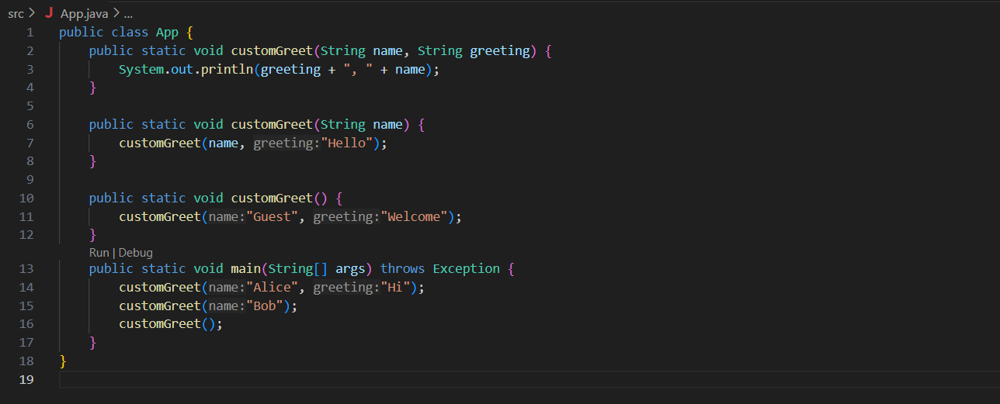 src > App.java > ...
1 public class App {
2     public static void customGreet(String name, String greeting) {
3         System.out.println(greeting + ", " + name);
4     }
5
6     public static void customGreet(String name) {
7         customGreet(name, greeting:"Hello");
8     }
9
10     public static void customGreet() {
11         customGreet(name:"Guest", greeting:"Welcome");
12     }
Run | Debug
13     public static void main(String[] args) throws Exception {
14         customGreet(name:"Alice", greeting:"Hi");
15         customGreet(name:"Bob");
16         customGreet();
17     }
18 }
19